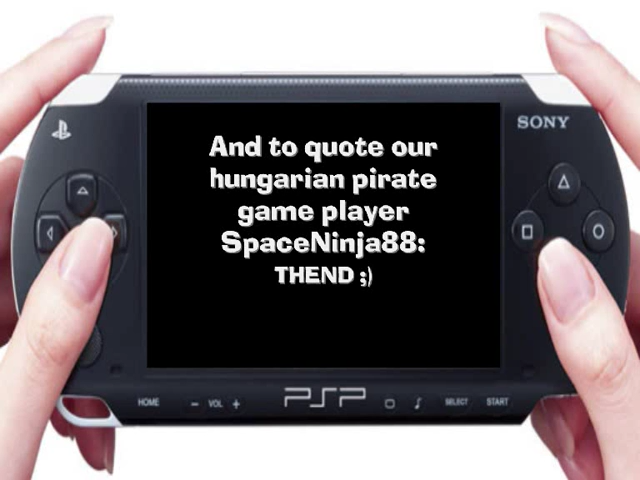 And to quote our
hungarian pirate
game player
SpaceNinja88:
THEND ;)
SONY
HOME
- VOL +
PSP
SELECT
START